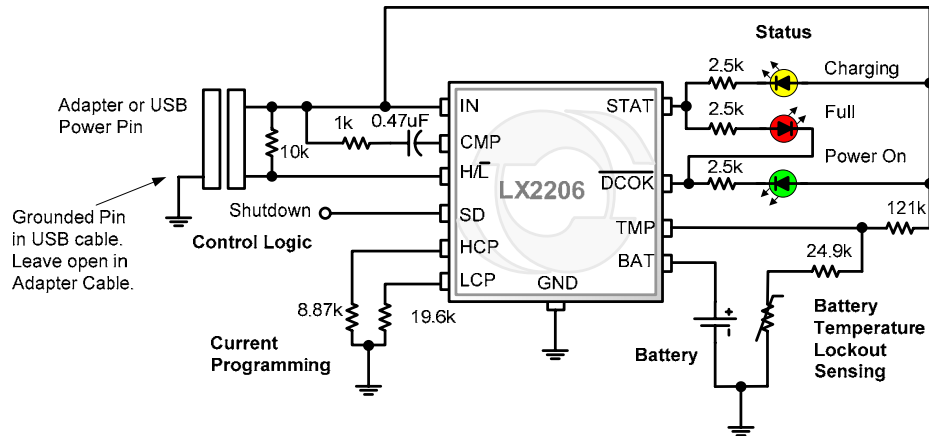 Status
2.5k
Charging
Adapter or USB
Power Pin
IN
STAT
1k
0.47uF
2.5k
Full
CMP
10k
H/L̅
LX2206
D̅C̅O̅K̅
2.5k
Power On
Grounded Pin
in USB cable.
Leave open in
Adapter Cable.
Shutdown
SD
Control Logic
TMP
121k
HCP
BAT
24.9k
LCP
GND
8.87k
19.6k
Current
Programming
+
-
Battery
Battery
Temperature
Lockout
Sensing